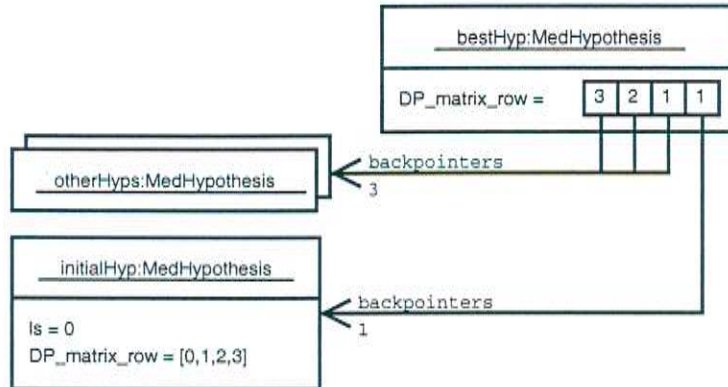 bestHyp:MedHypothesis
DP_matrix_row = 3 2 1 1
backpointers
3
otherHyps:MedHypothesis
initialHyp:MedHypothesis
backpointers
1
ls = 0
DP_matrix_row = [0,1,2,3]